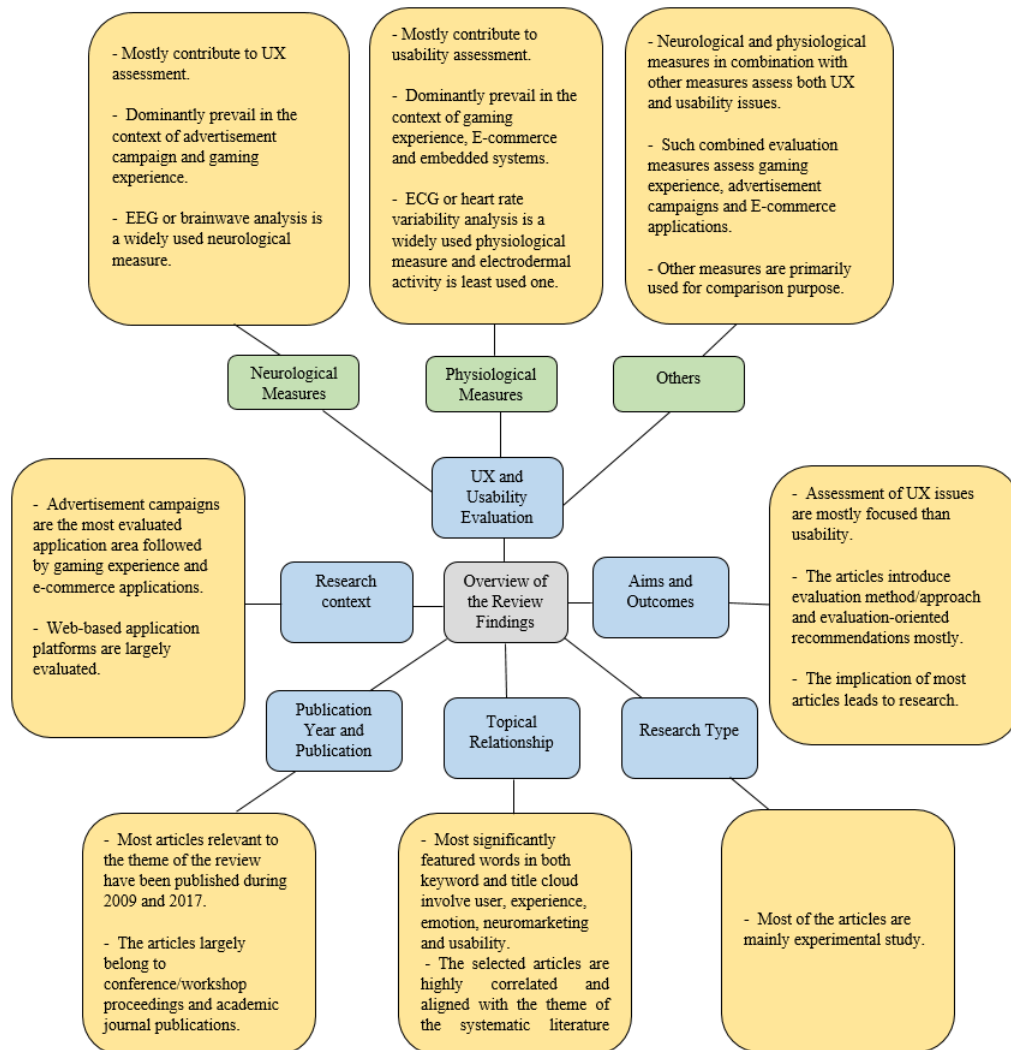 - Mostly contribute to UX
assessment.
- Dominantly prevail in the
context of advertisement
campaign and gaming
experience.
- EEG or brainwave analysis is
a widely used neurological
measure.
- Mostly contribute to
usability assessment.
- Dominantly prevail in the
context of gaming
experience, E-commerce
and embedded systems.
- ECG or heart rate
variability analysis is a
widely used physiological
measure and electrodermal
activity is least used one.
- Neurological and physiological
measures in combination with
other measures assess both UX
and usability issues.
- Such combined evaluation
measures assess gaming
experience, advertisement
campaigns and E-commerce
applications.
- Other measures are primarily
used for comparison purpose.
Neurological
Measures
Physiological
Measures
Others
UX and
Usability
Evaluation
- Advertisement campaigns
are the most evaluated
application area followed
by gaming experience and
e-commerce applications.
- Web-based application
platforms are largely
evaluated.
Research
context
Overview of
the Review
Findings
Aims and
Outcomes
- Assessment of UX issues
are mostly focused than
usability.
- The articles introduce
evaluation method/approach
and evaluation-oriented
recommendations mostly.
- The implication of most
articles leads to research.
Publication
Year and
Publication
Topical
Relationship
Research Type
- Most articles relevant to
the theme of the review
have been published during
2009 and 2017.
- The articles largely
belong to
conference/workshop
proceedings and academic
journal publications.
- Most significantly
featured words in both
keyword and title cloud
involve user, experience,
emotion, neuromarketing
and usability.
- The selected articles are
highly correlated and
aligned with the theme of
the systematic literature
- Most of the articles are
mainly experimental study.